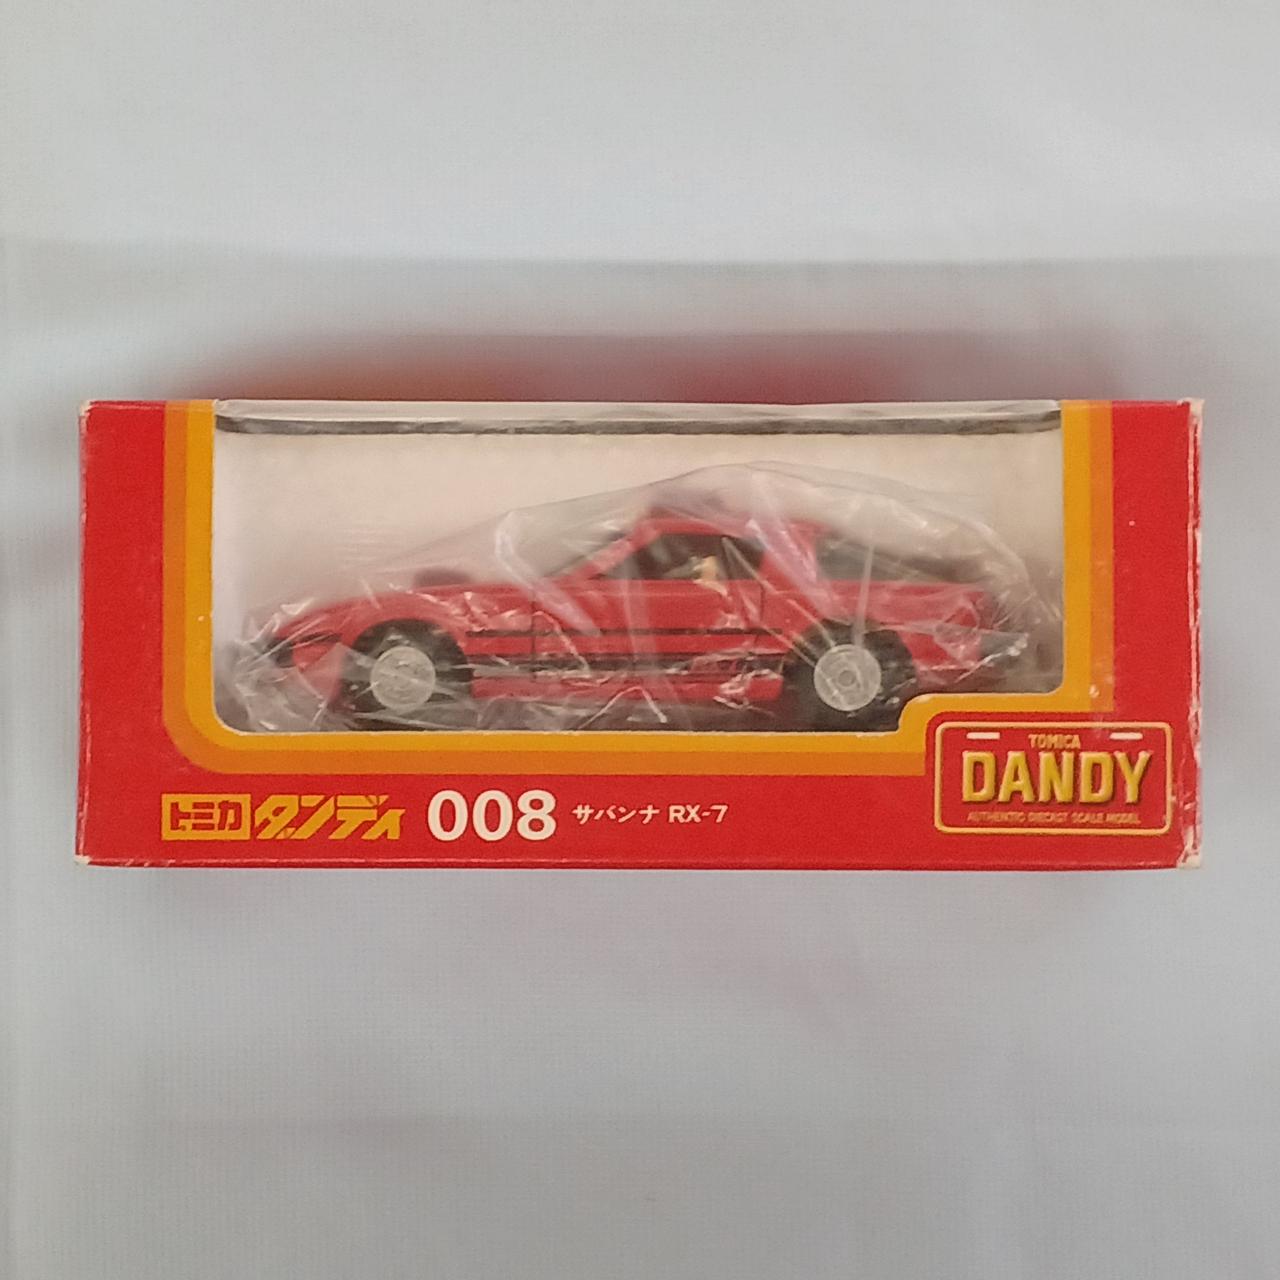 TOMICA
DANDY
AUTHENTIC DIECAST SCALE MODEL
トミカ ダンディ 008 サバンナ RX-7